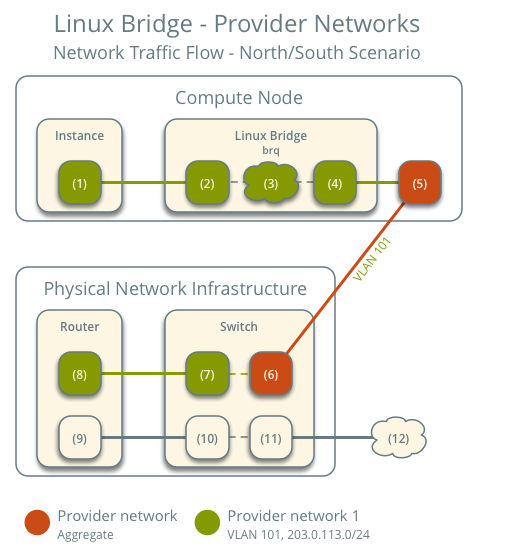 Linux Bridge - Provider Networks
Network Traffic Flow - North/South Scenario
Compute Node
Instance
Linux Bridge
brq
(1)
(2)
(3)
(4)
(5)
VLAN 101
Physical Network Infrastructure
Router
Switch
(8)
(7)
(6)
(9)
(10)
(11)
(12)
Provider network
Aggregate
Provider network 1
VLAN 101, 203.0.113.0/24